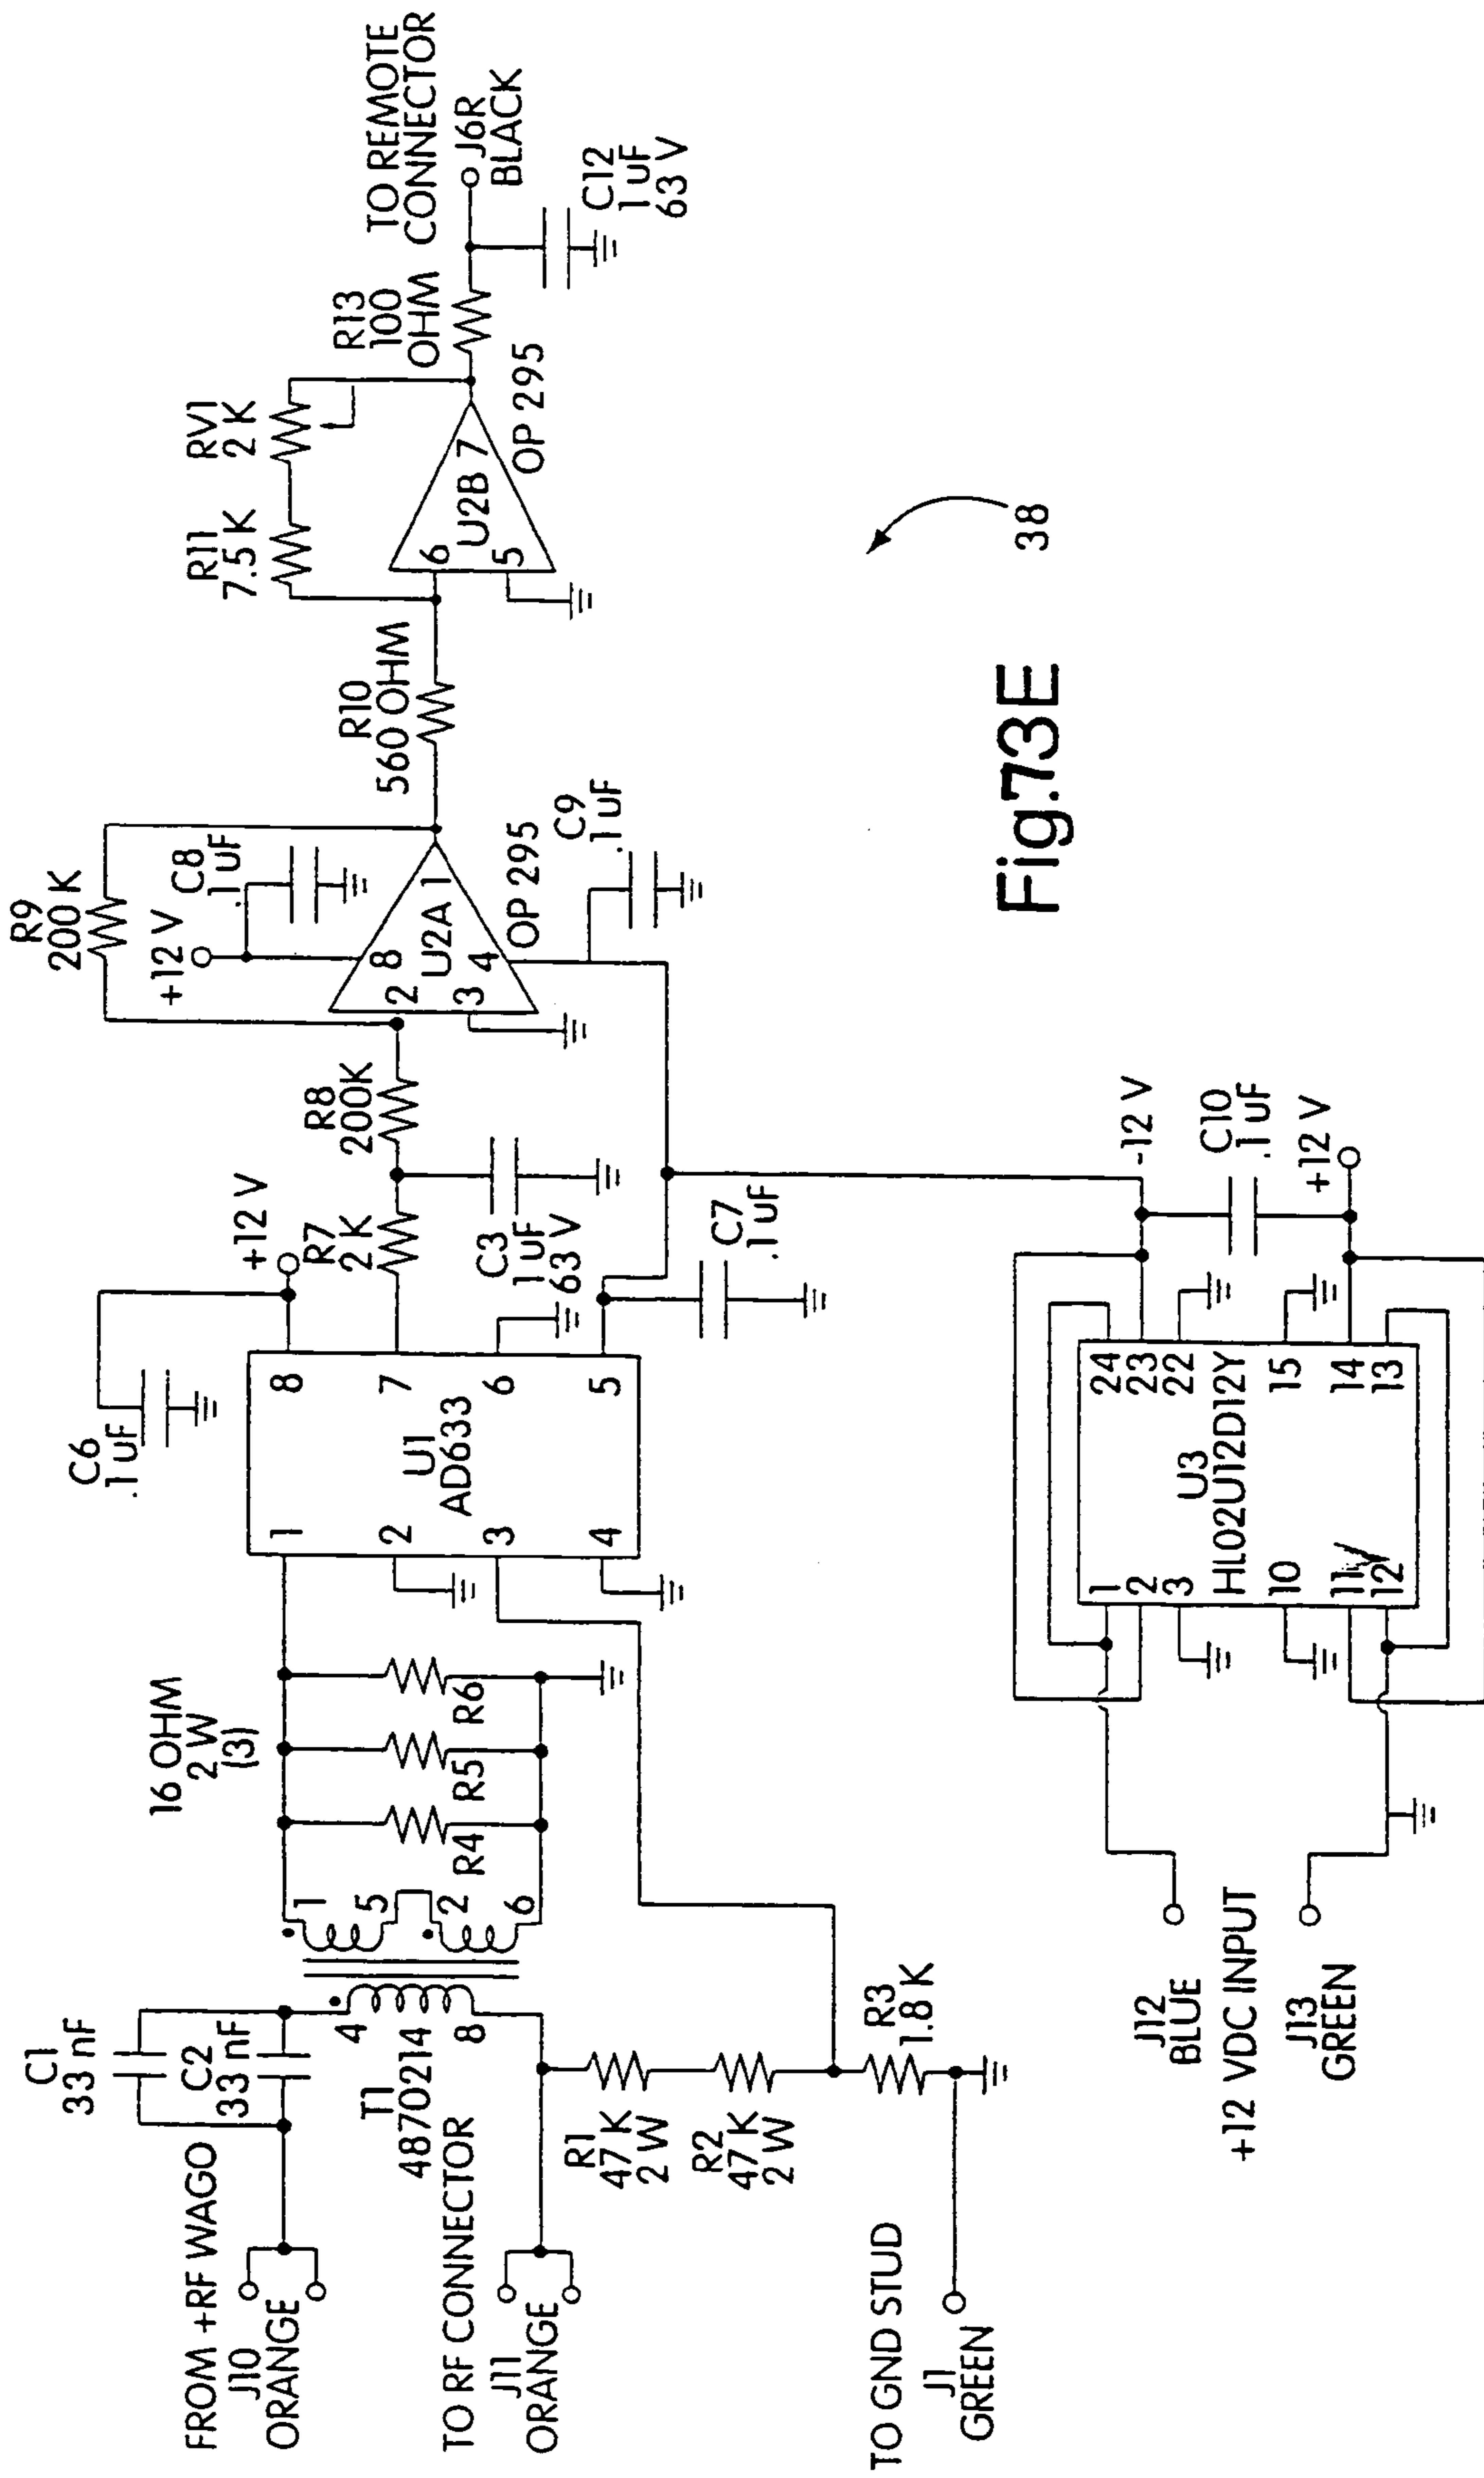 FROM +RF WAGO
J10
ORANGE
C1
33 nF
C2
33 nF
T1
4870214
4
8
1
5
2
6
TO RF CONNECTOR
J11
ORANGE
R1
47 K
2 W
R2
47 K
2 W
R3
1.8 K
TO GND STUD
J1
GREEN
16 OHM
2 W
(3)
R4
R5
R6
C6
.1 uF
+12 V
U1
AD633
1
2
3
4
8
7
6
5
R7
2 K
C3
1 uF
63 V
C7
.1 uF
R8
200K
R9
200 K
+12 V
C8
.1 uF
2
3
8
4
U2A
1
OP 295
C9
.1 uF
R10
560 OHM
R11
7.5 K
RV1
2 K
6
5
U2B
7
OP 295
R13
100
OHM
TO REMOTE
CONNECTOR
J6R
BLACK
C12
1 uF
63 V
J12
BLUE
+12 VDC INPUT
J13
GREEN
1
2
3
10
11
12
U3
HL02U12D12Y
24
23
22
15
14
13
-12 V
C10
.1 uF
+12 V
38
Fig.73E